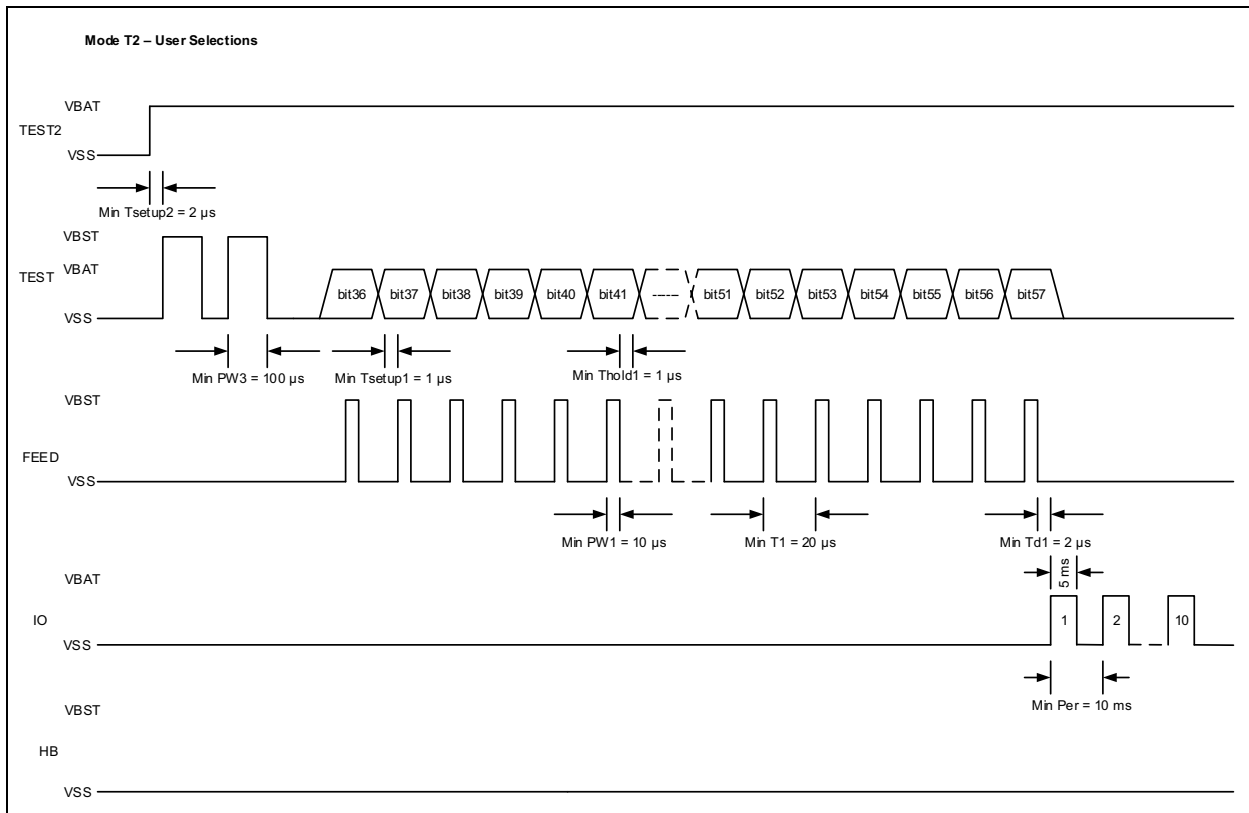 Mode T2 – User Selections
VBAT
TEST2
VSS
Min Tsetup2 = 2 µs
VBST
TEST
VBAT
bit36 bit37 bit38 bit39 bit40 bit41 ----- bit51 bit52 bit53 bit54 bit55 bit56 bit57
VSS
Min PW3 = 100 µs Min Tsetup1 = 1 µs Min Thold1 = 1 µs
VBST
FEED
VSS
Min PW1 = 10 µs Min T1 = 20 µs Min Td1 = 2 µs
VBAT
5 ms
IO
1 2 10
VSS
Min Per = 10 ms
VBST
HB
VSS